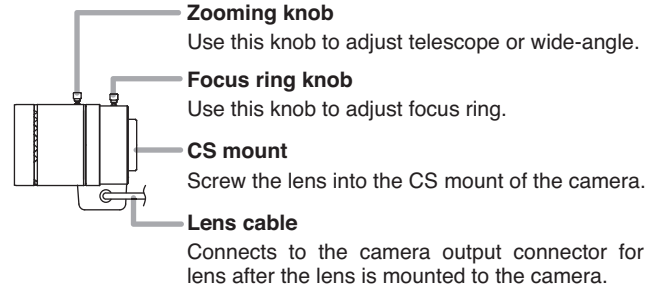 Zooming knob
Use this knob to adjust telescope or wide-angle.
Focus ring knob
Use this knob to adjust focus ring.
CS mount
Screw the lens into the CS mount of the camera.
Lens cable
Connects to the camera output connector for
lens after the lens is mounted to the camera.